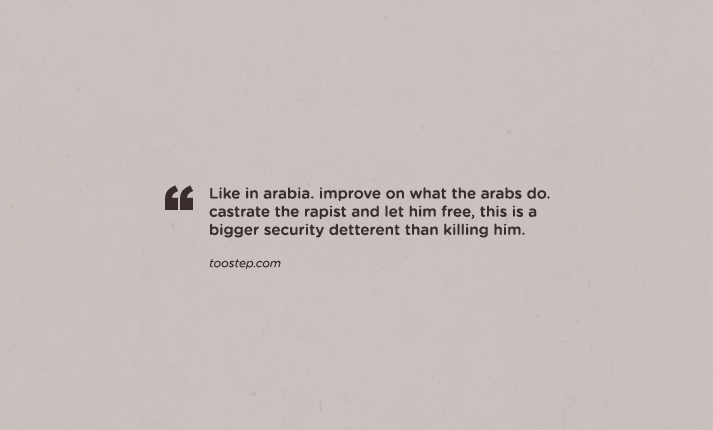 “
Like in arabia. improve on what the arabs do.
castrate the rapist and let him free, this is a
bigger security detterent than killing him.
toostep.com